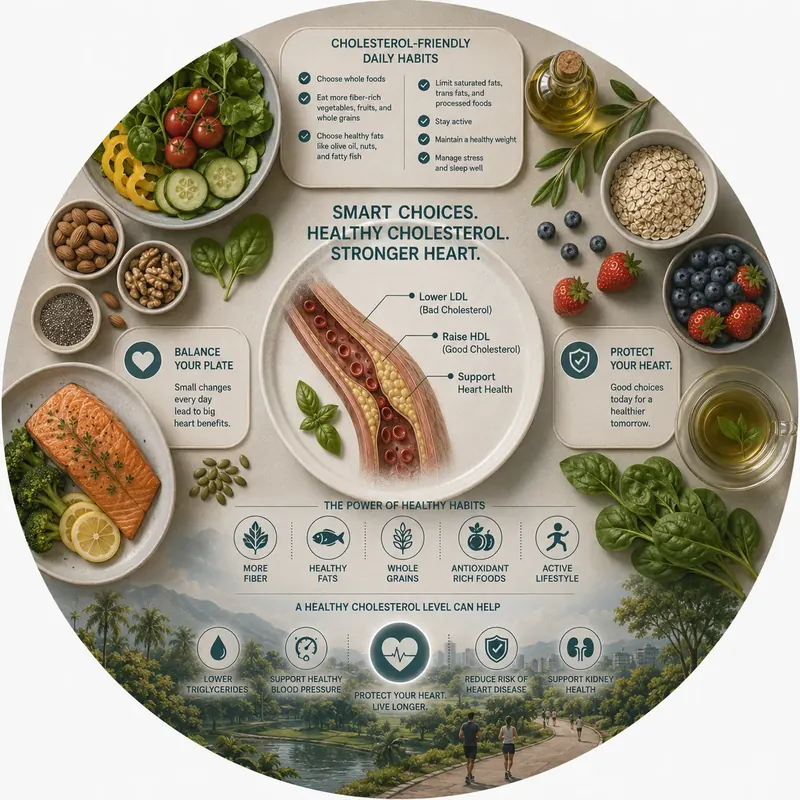 CHOLESTEROL-FRIENDLY
DAILY HABITS
Choose whole foods
Eat more fiber-rich
vegetables, fruits, and
whole grains
Choose healthy fats
like olive oil, nuts,
and fatty fish
Limit saturated fats,
trans fats, and
processed foods
Stay active
Maintain a healthy weight
Manage stress
and sleep well
SMART CHOICES.
HEALTHY CHOLESTEROL.
STRONGER HEART.
Lower LDL
(Bad Cholesterol)
Raise HDL
(Good Cholesterol)
Support
Heart Health
BALANCE
YOUR PLATE
Small changes
every day
lead to big
heart benefits.
PROTECT
YOUR HEART.
Good choices
today for a
healthier
tomorrow.
THE POWER OF HEALTHY HABITS
MORE
FIBER
HEALTHY
FATS
WHOLE
GRAINS
ANTIOXIDANT
RICH FOODS
ACTIVE
LIFESTYLE
A HEALTHY CHOLESTEROL LEVEL CAN HELP
LOWER
TRIGLYCERIDES
SUPPORT HEALTHY
BLOOD PRESSURE
PROTECT YOUR HEART.
LIVE LONGER.
REDUCE RISK OF
HEART DISEASE
SUPPORT KIDNEY
HEALTH